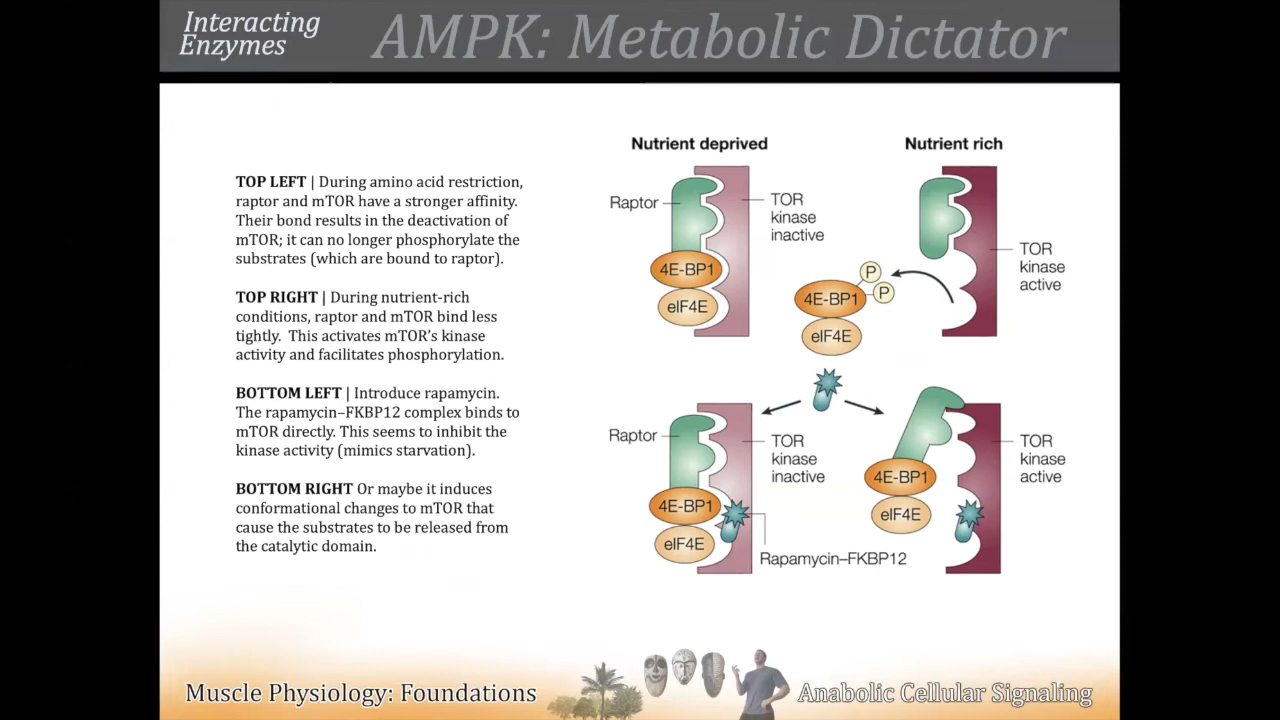 Interacting
Enzymes
AMPK: Metabolic Dictator
TOP LEFT | During amino acid restriction,
raptor and mTOR have a stronger affinity.
Their bond results in the deactivation of
mTOR; it can no longer phosphorylate the
substrates (which are bound to raptor).
TOP RIGHT | During nutrient-rich
conditions, raptor and mTOR bind less
tightly. This activates mTOR's kinase
activity and facilitates phosphorylation.
BOTTOM LEFT | Introduce rapamycin.
The rapamycin–FKBP12 complex binds to
mTOR directly. This seems to inhibit the
kinase activity (mimics starvation).
BOTTOM RIGHT Or maybe it induces
conformational changes to mTOR that
cause the substrates to be released from
the catalytic domain.
Nutrient deprived
Raptor
TOR
kinase
inactive
4E-BP1
eIF4E
Nutrient rich
TOR
kinase
active
P
P
4E-BP1
eIF4E
Raptor
TOR
kinase
inactive
4E-BP1
eIF4E
Rapamycin–FKBP12
TOR
kinase
active
4E-BP1
eIF4E
Muscle Physiology: Foundations
Anabolic Cellular Signaling